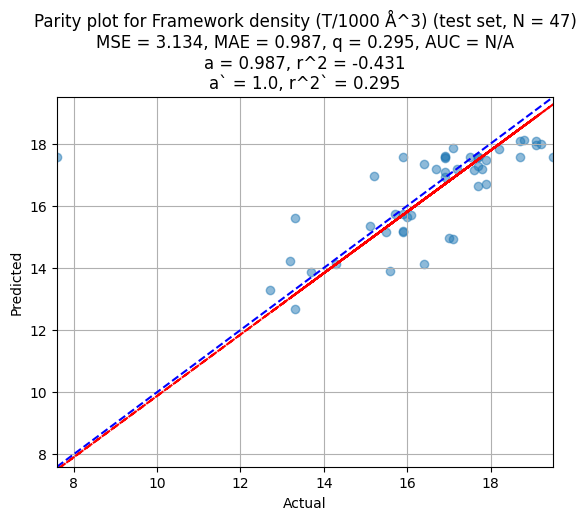 Parity plot for Framework density (T/1000 Å^3) (test set, N = 47)
MSE = 3.134, MAE = 0.987, q = 0.295, AUC = N/A
a = 0.987, r^2 = -0.431
a` = 1.0, r^2` = 0.295
18
16
14
12
10
8
Predicted
8 10 12 14 16 18
Actual